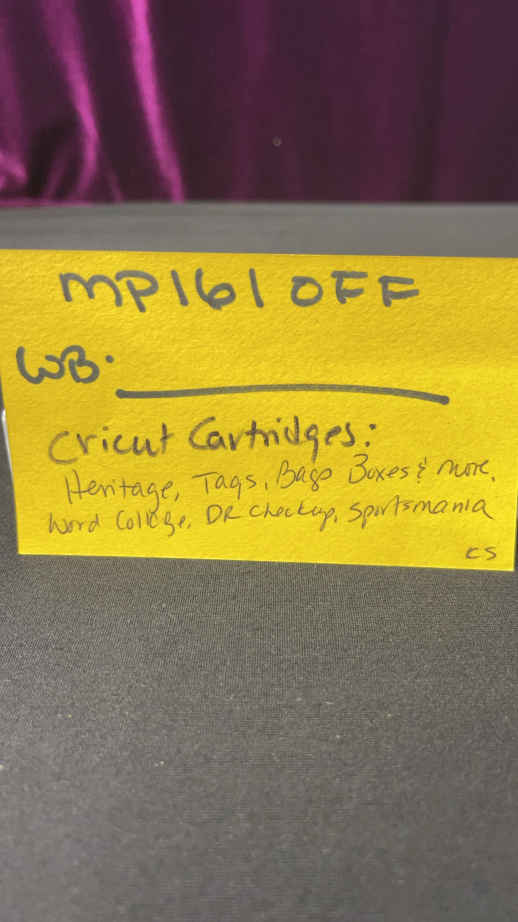 MP161 OFF
WB.
Cricut Cartridges:
Heritage, Tags, Bags Boxes & more,
Word Collage, DR Checkup, Sportsmania
CS